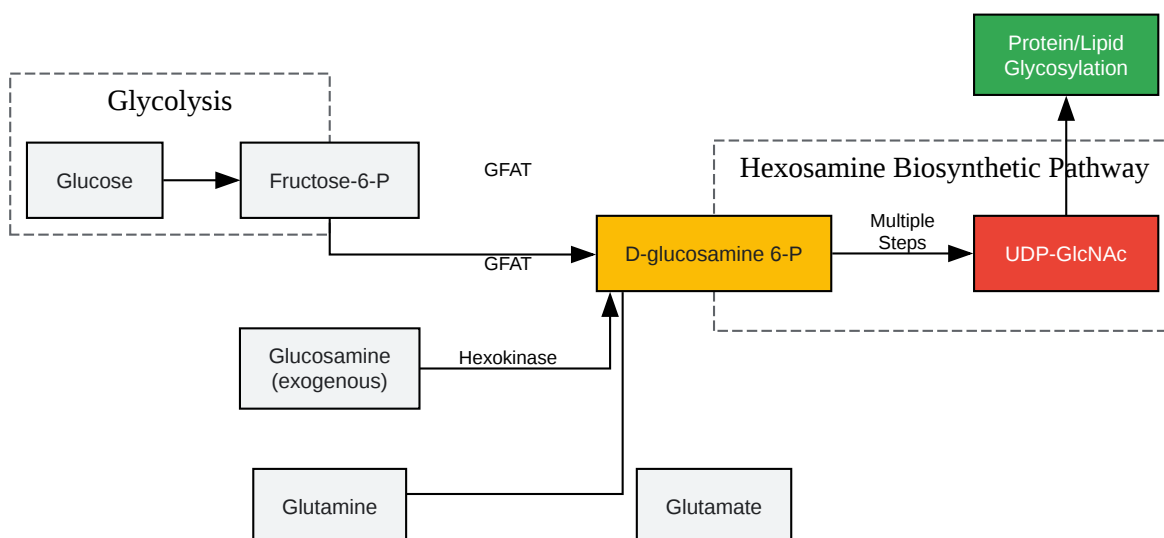 Protein/Lipid
Glycosylation
Glycolysis
Glucose
Fructose-6-P
GFAT
Hexosamine Biosynthetic Pathway
GFAT
D-glucosamine 6-P
Multiple
Steps
UDP-GlcNAc
Glucosamine
(exogenous)
Hexokinase
Glutamine
Glutamate